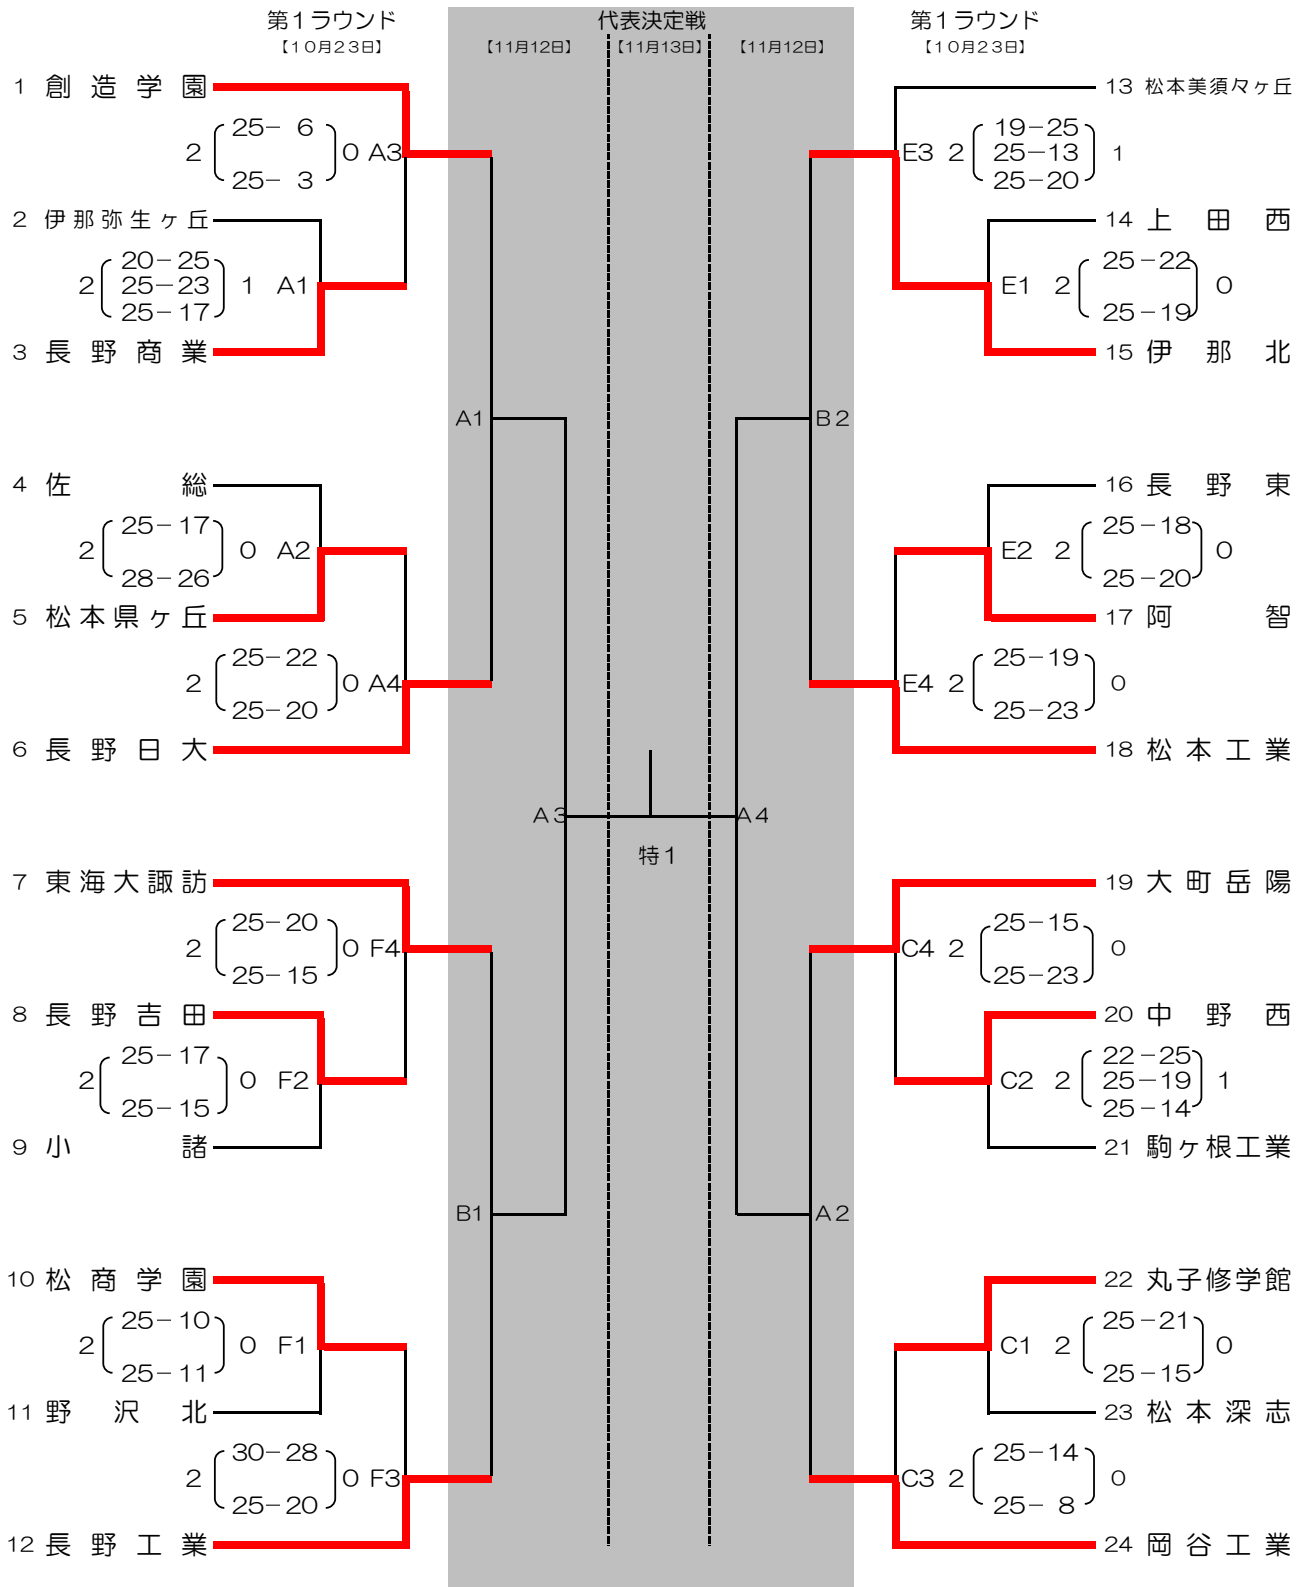 第1ラウンド 代表決定戦 第1ラウンド
【10月23日】 【11月12日】 【11月13日】 【11月12日】 【10月23日】
1 創造学園
25- 6
2 0 A3
25- 3
2 伊那弥生ヶ丘
20-25
2 25-23 1 A1
25-17
3 長野商業
A1
4 佐総
25-17
2 0 A2
28-26
5 松本県ヶ丘
25-22
2 0 A4
25-20
6 長野日大
A3
7 東海大諏訪
25-20
2 0 F4
25-15
8 長野吉田
25-17
2 0 F2
25-15
9 小諸
B1
10 松商学園
25-10
2 0 F1
25-11
11 野沢北
30-28
2 0 F3
25-20
12 長野工業
特1
13 松本美須々ヶ丘
19-25
E3 2 25-13 1
25-20
14 上田西
25-22
E1 2 0
25-19
15 伊那北
B2
16 長野東
25-18
E2 2 0
25-20
17 阿智
25-19
E4 2 0
25-23
18 松本工業
A4
19 大町岳陽
25-15
C4 2 0
25-23
20 中野西
22-25
C2 2 25-19 1
25-14
21 駒ヶ根工業
A2
22 丸子修学館
25-21
C1 2 0
25-15
23 松本深志
25-14
C3 2 0
25- 8
24 岡谷工業